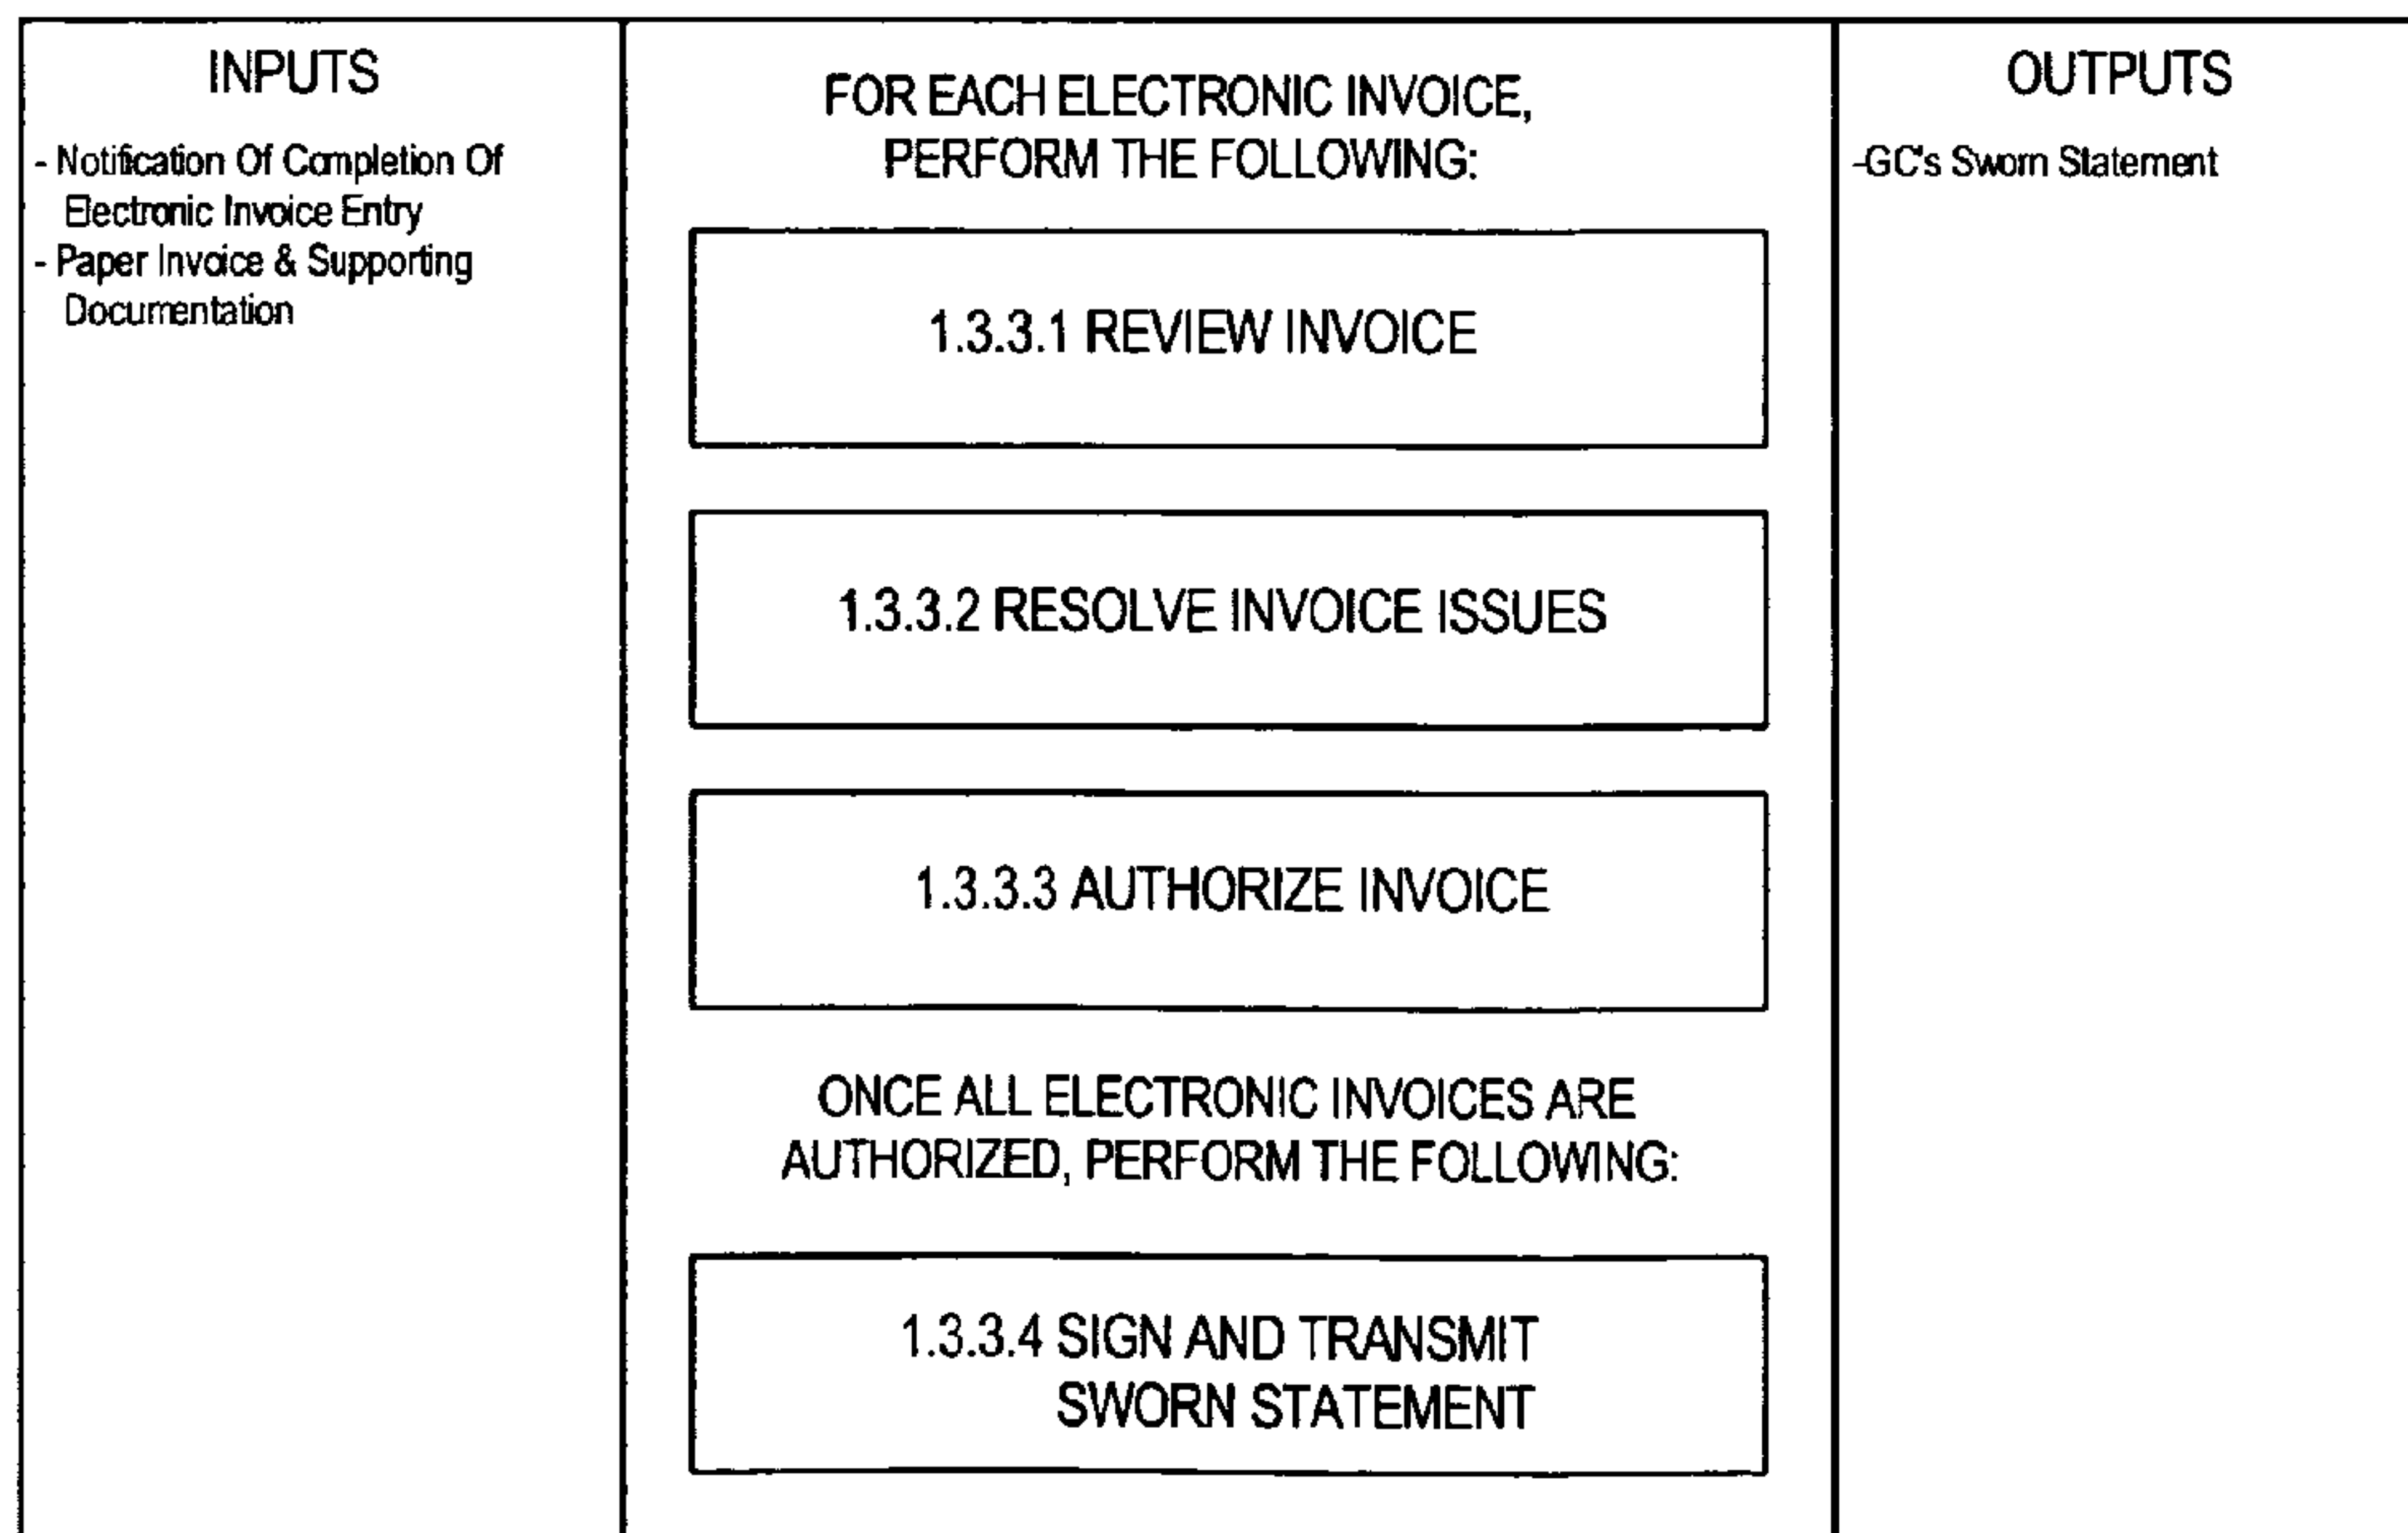 INPUTS
- Notification Of Completion Of
Electronic Invoice Entry
- Paper Invoice & Supporting
Documentation
FOR EACH ELECTRONIC INVOICE,
PERFORM THE FOLLOWING:
1.3.3.1 REVIEW INVOICE
1.3.3.2 RESOLVE INVOICE ISSUES
1.3.3.3 AUTHORIZE INVOICE
ONCE ALL ELECTRONIC INVOICES ARE
AUTHORIZED, PERFORM THE FOLLOWING:
1.3.3.4 SIGN AND TRANSMIT
SWORN STATEMENT
OUTPUTS
-GC's Sworn Statement